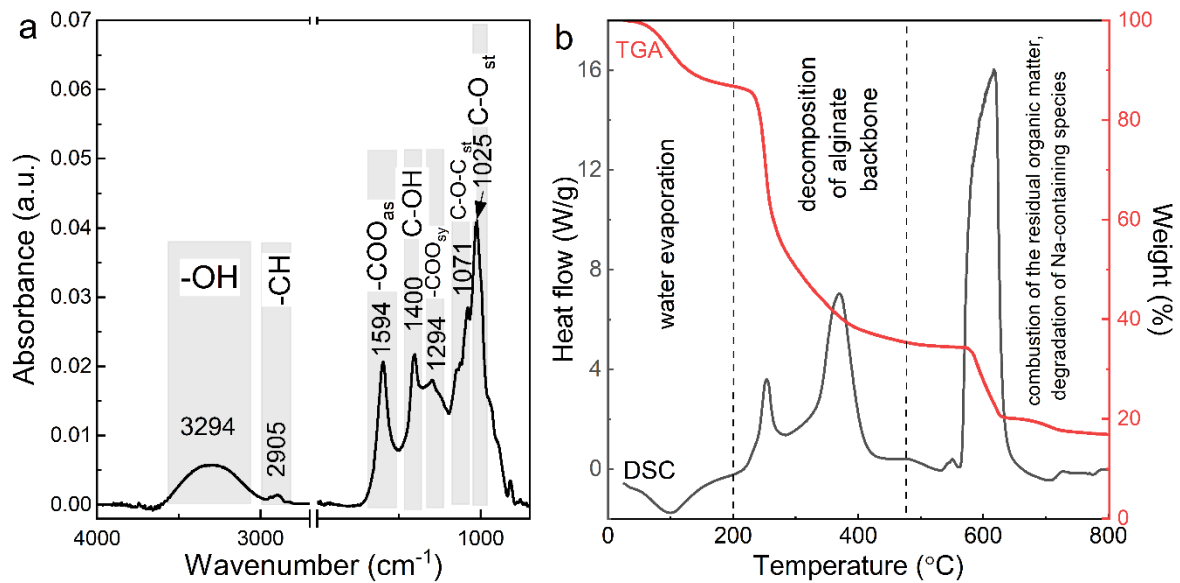 a
0.07
0.06
0.05
0.04
0.03
0.02
0.01
0.00
Absorbance (a.u.)
-OH
3294
-CH
2905
1594 -COOas
1400 C-OH
1294 -COOsy
1071 C-O-Cst
1025 C-Ost
4000
3000
1000
Wavenumber (cm-1)
b
TGA
16
12
8
4
0
Heat flow (W/g)
water evaporation
decomposition
of alginate
backbone
combustion of the residual organic matter,
degradation of Na-containing species
DSC
100
80
60
40
20
0
Weight (%)
0
200
400
600
800
Temperature (°C)